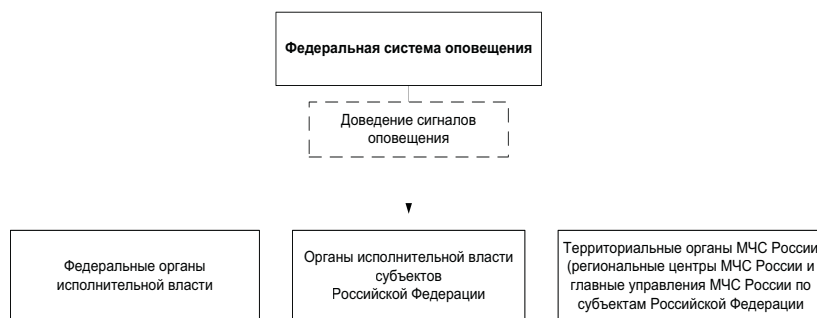 Федеральная система оповещения
Доведение сигналов
оповещения
Федеральные органы
исполнительной власти
Органы исполнительной власти
субъектов
Российской Федерации
Территориальные органы МЧС России
(региональные центры МЧС России и
главные управления МЧС России по
субъектам Российской Федерации